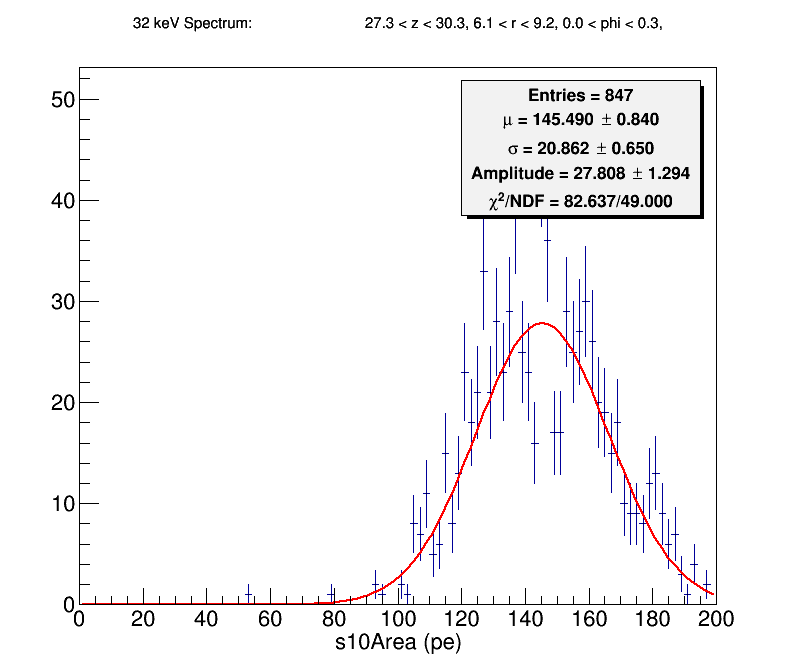 32 keV Spectrum: 27.3 < z < 30.3, 6.1 < r < 9.2, 0.0 < phi < 0.3,
Entries = 847
μ = 145.490 ± 0.840
σ = 20.862 ± 0.650
Amplitude = 27.808 ± 1.294
χ²/NDF = 82.637/49.000
50
40
30
20
10
0
0 20 40 60 80 100 120 140 160 180 200
s10Area (pe)